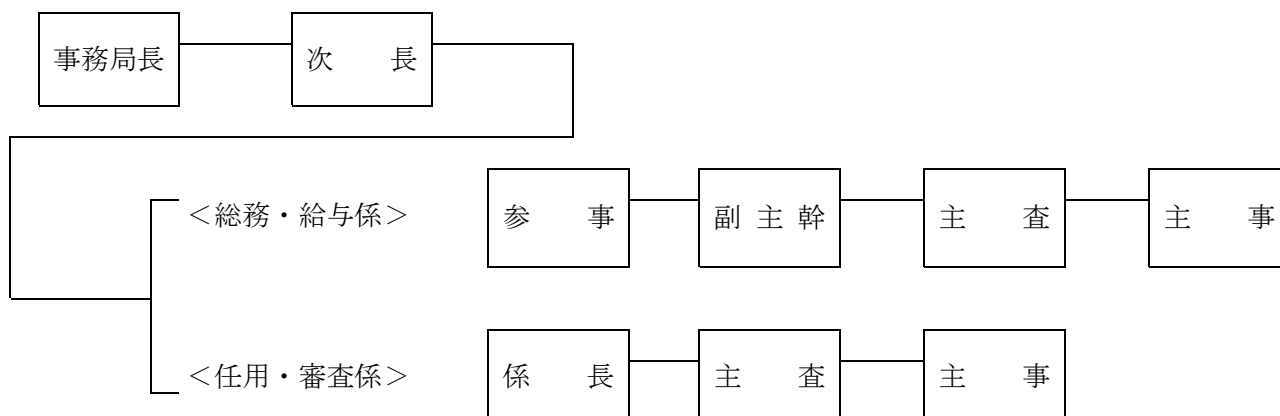 事務局長 次 長
＜総務・給与係＞ 参 事 副 主 幹 主 査 主 事
＜任用・審査係＞ 係 長 主 査 主 事